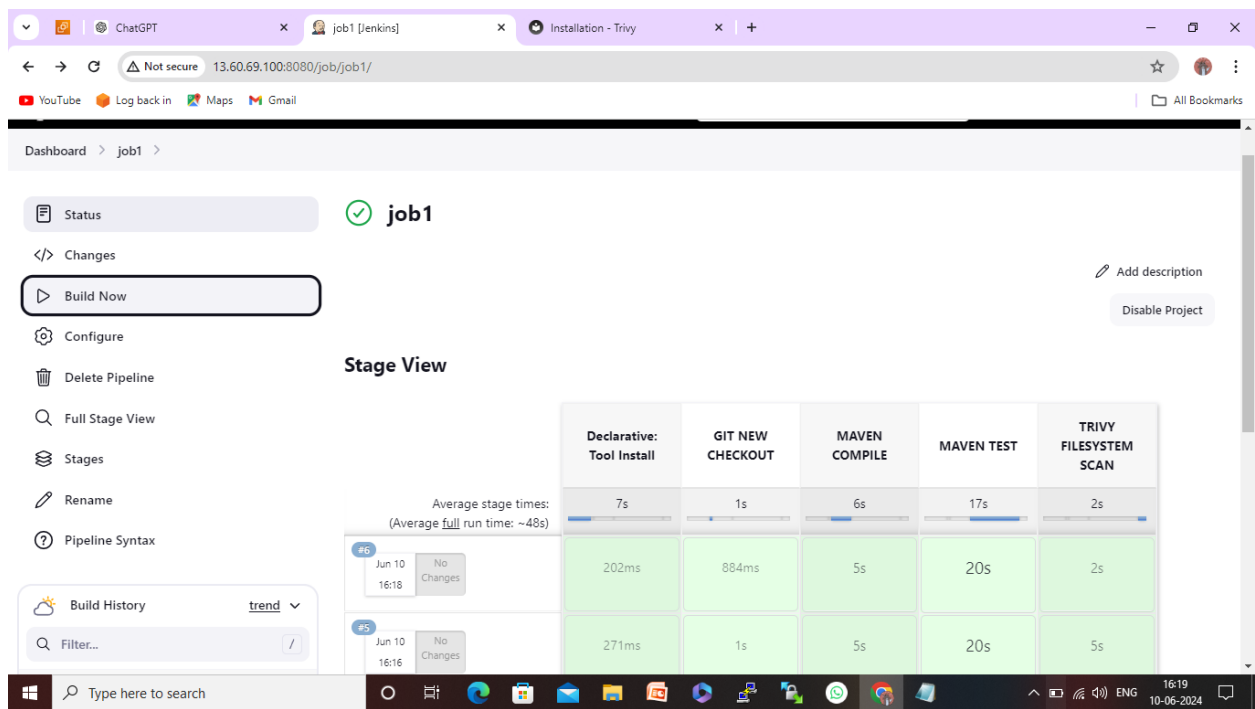 ChatGPT
job1 [Jenkins]
Installation - Trivy
Not secure
13.60.69.100:8080/job/job1/
YouTube
Log back in
Maps
Gmail
All Bookmarks
Dashboard > job1 >
Status
Changes
Build Now
Configure
Delete Pipeline
Full Stage View
Stages
Rename
Pipeline Syntax
Build History
trend
Filter...
/
job1
Add description
Disable Project
Stage View
Declarative:
Tool Install
GIT NEW
CHECKOUT
MAVEN
COMPILE
MAVEN TEST
TRIVY
FILESYSTEM
SCAN
Average stage times:
(Average full run time: ~48s)
7s
1s
6s
17s
2s
#6
Jun 10
16:18
No
Changes
202ms
884ms
5s
20s
2s
#5
Jun 10
16:16
No
Changes
271ms
1s
5s
20s
5s
Type here to search
ENG
16:19
10-06-2024